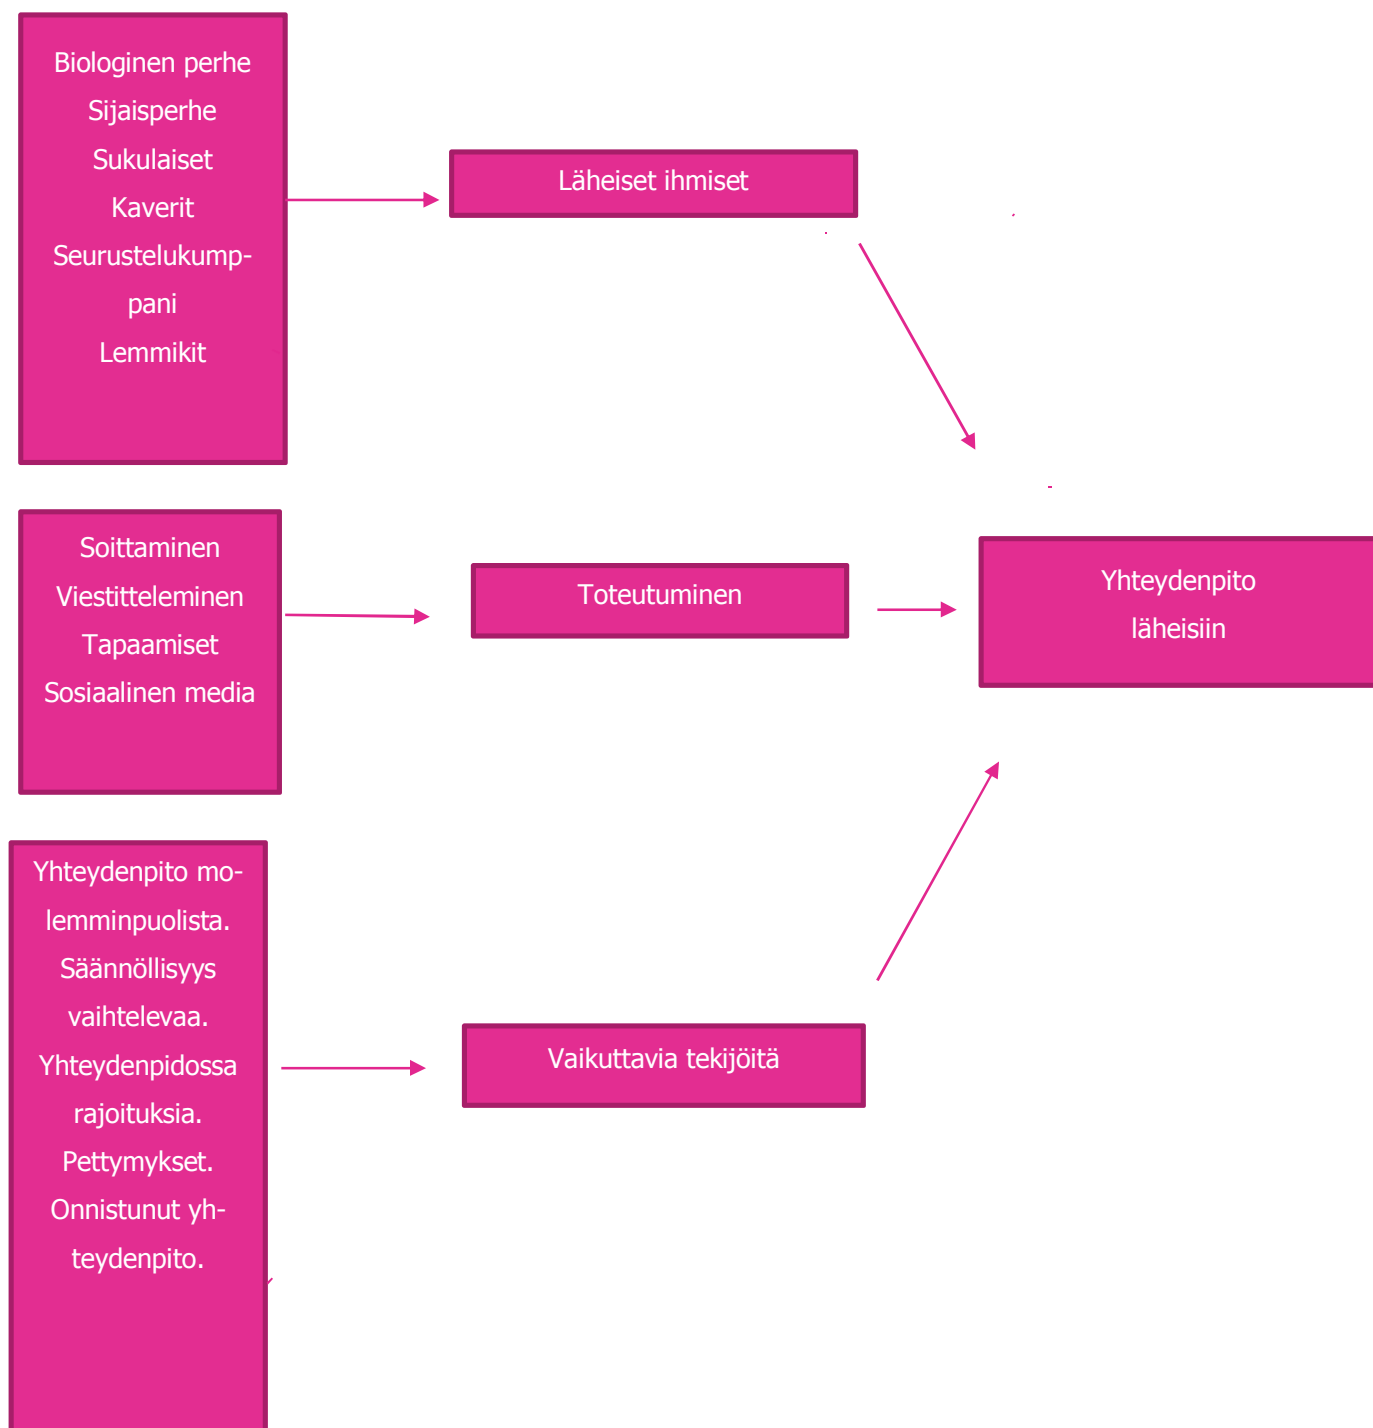 Biologinen perhe
Sijaisperhe
Sukulaiset
Kaverit
Seurustelukump-
pani
Lemmikit
Läheiset ihmiset
Soittaminen
Viestitteleminen
Tapaamiset
Sosiaalinen media
Toteutuminen
Yhteydenpito
läheisiin
Yhteydenpito mo-
lemminpuolista.
Säännöllisyys
vaihtelevaa.
Yhteydenpidossa
rajoituksia.
Pettymykset.
Onnistunut yh-
teydenpito.
Vaikuttavia tekijöitä